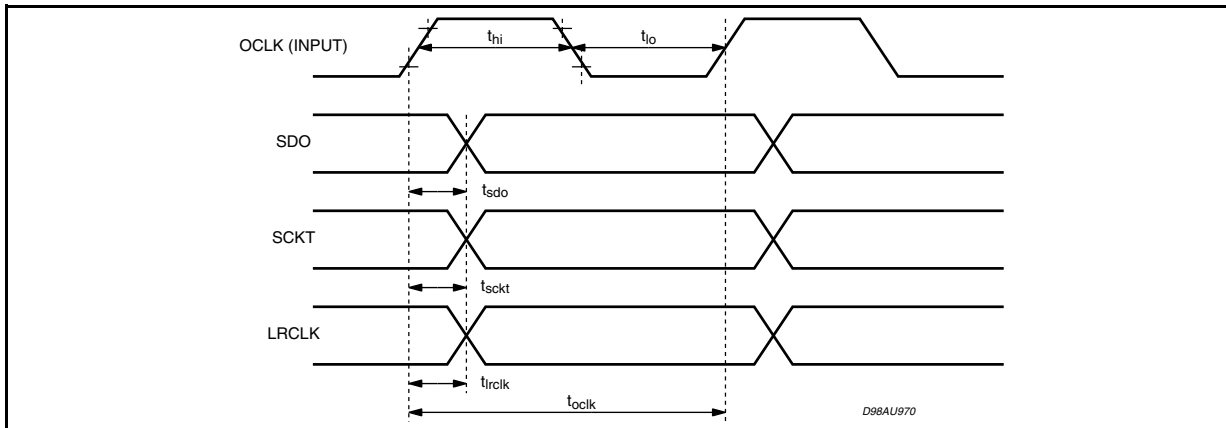 OCLK (INPUT)
thi
tlo
SDO
tsdo
SCKT
tsckt
LRCLK
tlrclk
toclk
D98AU970